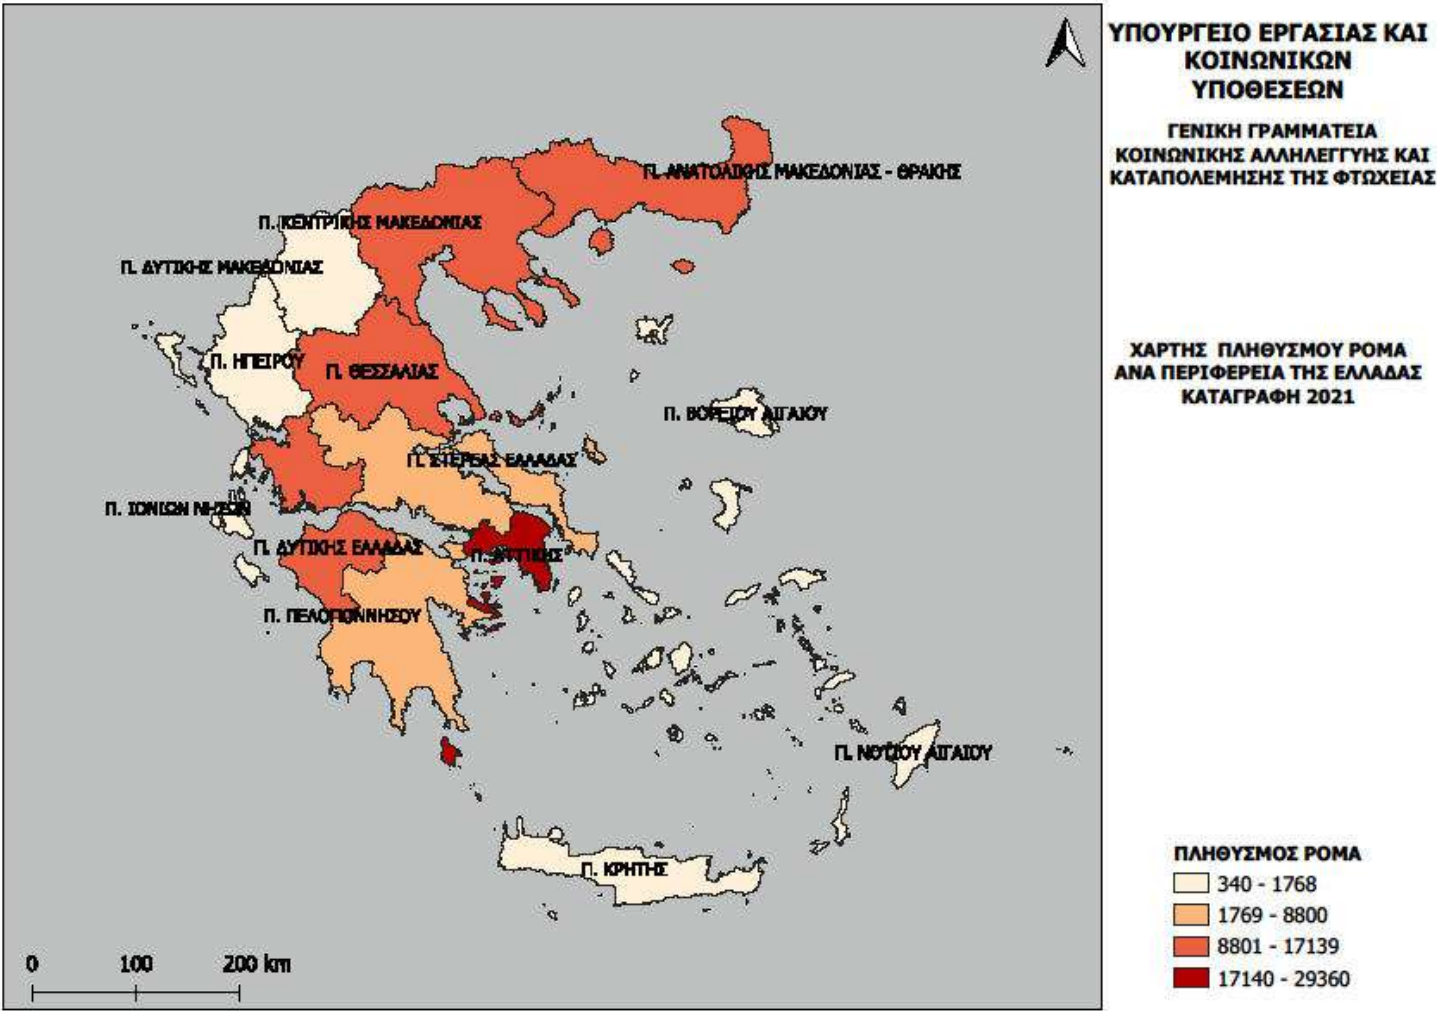 ΥΠΟΥΡΓΕΙΟ ΕΡΓΑΣΙΑΣ ΚΑΙ
ΚΟΙΝΩΝΙΚΩΝ
ΥΠΟΘΕΣΕΩΝ
ΓΕΝΙΚΗ ΓΡΑΜΜΑΤΕΙΑ
ΚΟΙΝΩΝΙΚΗΣ ΑΛΛΗΛΕΓΓΥΗΣ ΚΑΙ
ΚΑΤΑΠΟΛΕΜΗΣΗΣ ΤΗΣ ΦΤΩΧΕΙΑΣ
ΧΑΡΤΗΣ ΠΛΗΘΥΣΜΟΥ ΡΟΜΑ
ΑΝΑ ΠΕΡΙΦΕΡΕΙΑ ΤΗΣ ΕΛΛΑΔΑΣ
ΚΑΤΑΓΡΑΦΗ 2021
Π. ΑΝΑΤΟΛΙΚΗΣ ΜΑΚΕΔΟΝΙΑΣ - ΘΡΑΚΗΣ
Π. ΚΕΝΤΡΙΚΗΣ ΜΑΚΕΔΟΝΙΑΣ
Π. ΔΥΤΙΚΗΣ ΜΑΚΕΔΟΝΙΑΣ
Π. ΗΠΕΙΡΟΥ
Π. ΘΕΣΣΑΛΙΑΣ
Π. ΒΟΡΕΙΟΥ ΑΙΓΑΙΟΥ
Π. ΣΤΕΡΕΑΣ ΕΛΛΑΔΑΣ
Π. ΙΟΝΙΩΝ ΝΗΣΩΝ
Π. ΔΥΤΙΚΗΣ ΕΛΛΑΔΑΣ
Π. ΑΤΤΙΚΗΣ
Π. ΠΕΛΟΠΟΝΝΗΣΟΥ
Π. ΝΟΤΙΟΥ ΑΙΓΑΙΟΥ
Π. ΚΡΗΤΗΣ
0 100 200 km
ΠΛΗΘΥΣΜΟΣ ΡΟΜΑ
340 - 1768
1769 - 8800
8801 - 17139
17140 - 29360